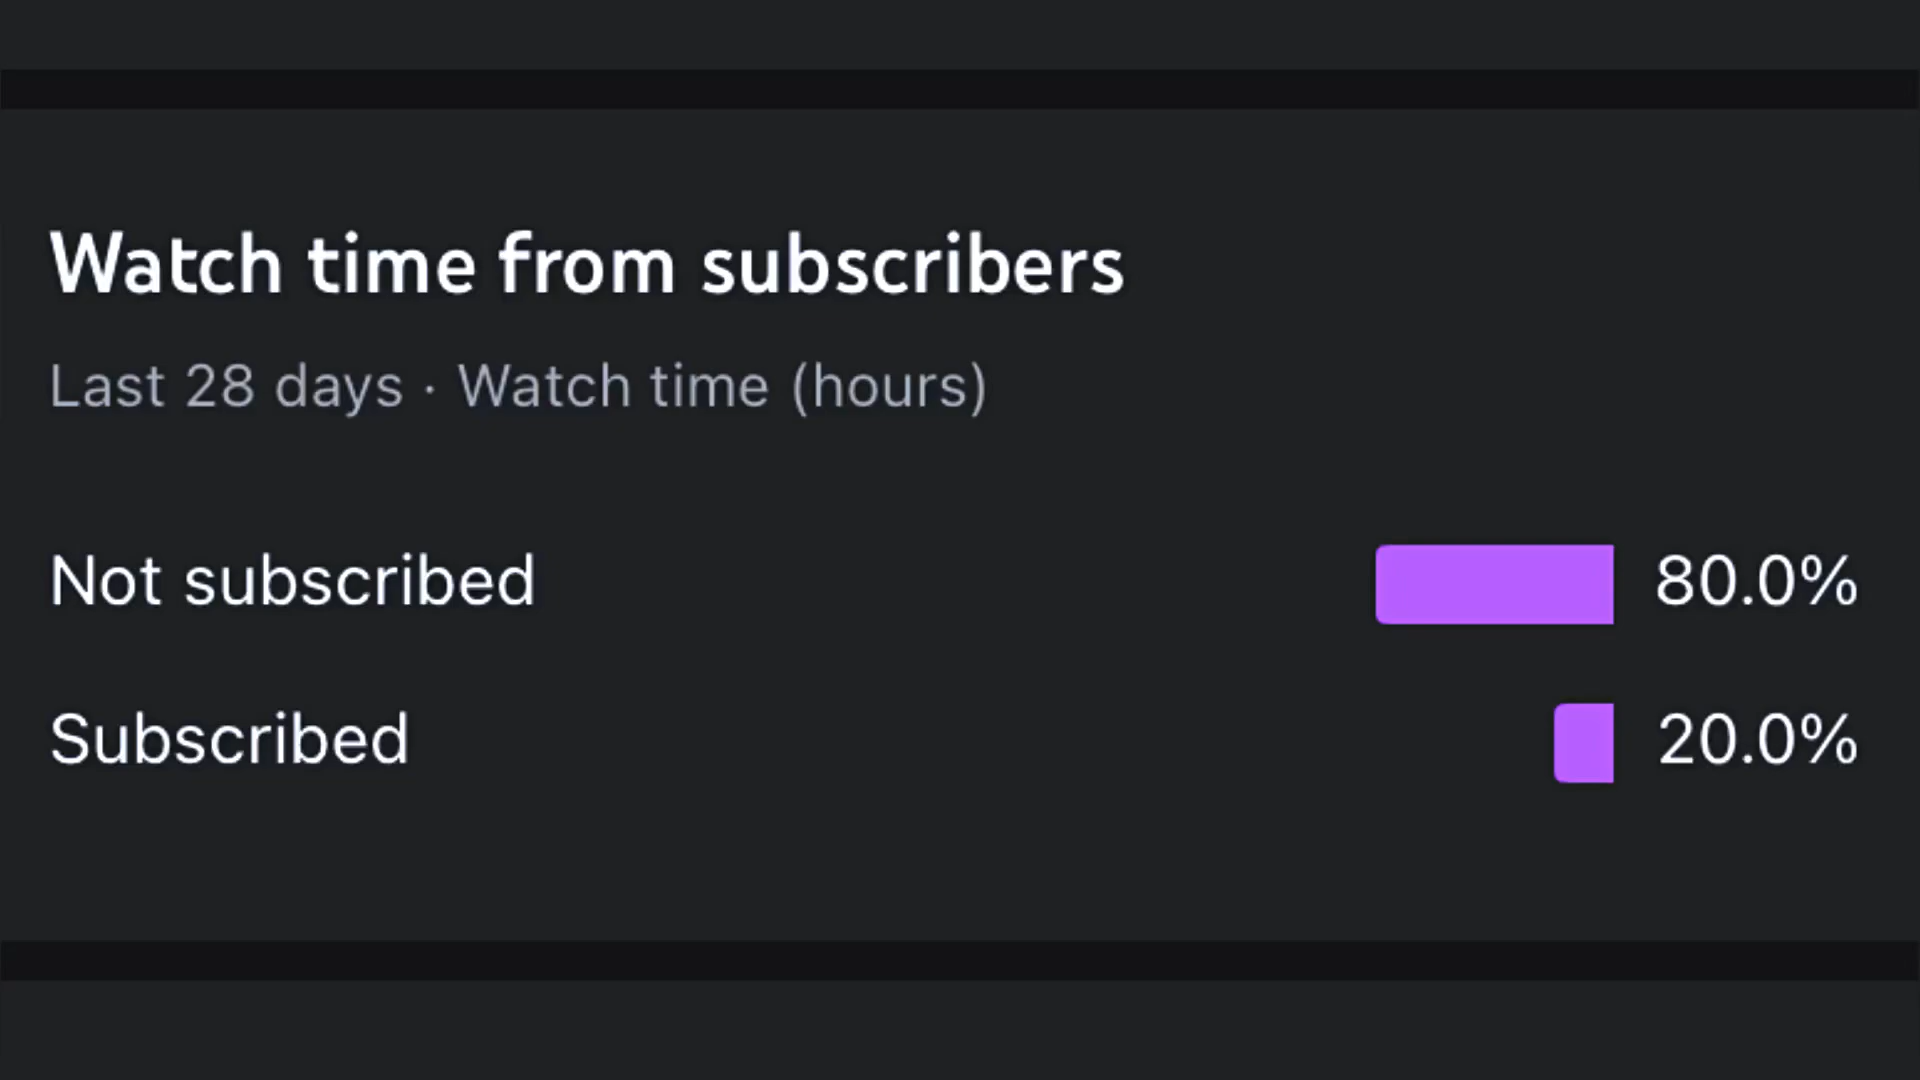 Watch time from subscribers
Last 28 days · Watch time (hours)
Not subscribed 80.0%
Subscribed 20.0%